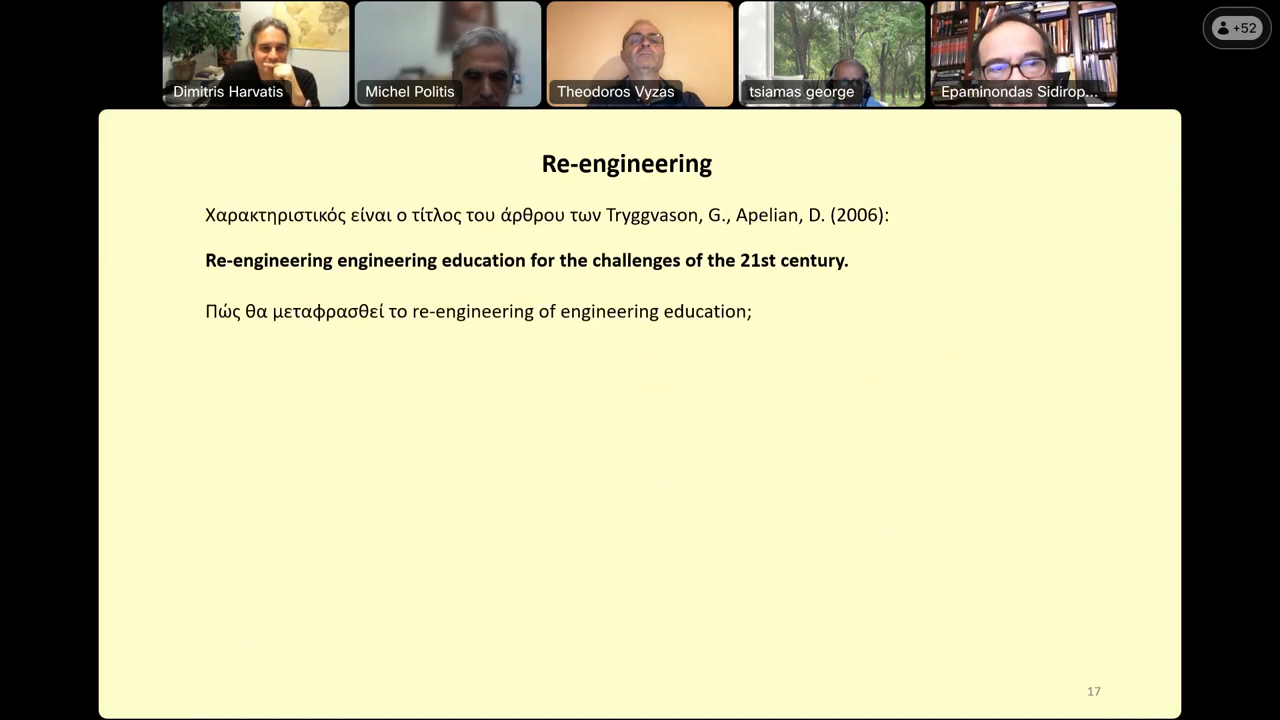 Dimitris Harvatis
Michel Politis
Theodoros Vyzas
tsiamas george
Epaminondas Sidirop...
+52
Re-engineering
Χαρακτηριστικός είναι ο τίτλος του άρθρου των Tryggvason, G., Apelian, D. (2006):
Re-engineering engineering education for the challenges of the 21st century.
Πώς θα μεταφρασθεί το re-engineering of engineering education;
17